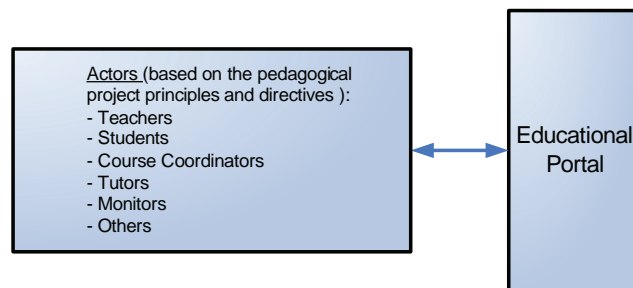 Actors (based on the pedagogical
project principles and directives ):
- Teachers
- Students
- Course Coordinators
- Tutors
- Monitors
- Others
Educational
Portal